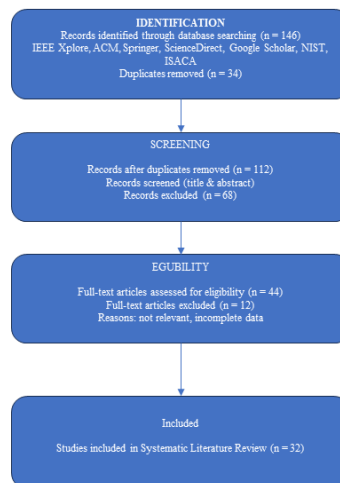 IDENTIFICATION
Records identified through database searching (n = 146)
IEEE Xplore, ACM, Springer, ScienceDirect, Google Scholar, NIST,
ISACA
Duplicates removed (n = 34)
SCREENING
Records after duplicates removed (n = 112)
Records screened (title & abstract)
Records excluded (n = 68)
EGUBILITY
Full-text articles assessed for eligibility (n = 44)
Full-text articles excluded (n = 12)
Reasons: not relevant, incomplete data
Included
Studies included in Systematic Literature Review (n = 32)